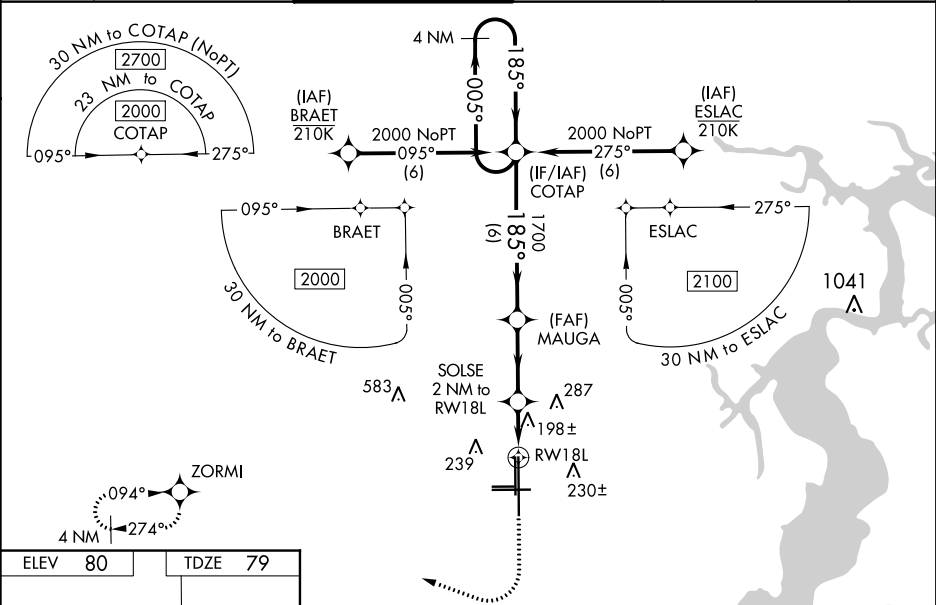 30 NM to COTAP (NoPT)
2700
23 NM to COTAP
2000
COTAP
095°
275°
4 NM
005°
185°
(IAF)
BRAET
210K
2000 NoPT
095°
(6)
(IF/IAF)
COTAP
2000 NoPT
275°
(6)
(IAF)
ESLAC
210K
095°
BRAET
2000
005°
30 NM to BRAET
1700
185°
(6)
ESLAC
275°
2100
005°
30 NM to ESLAC
1041
(FAF)
MAUGA
583
SOLSE
2 NM to
RW18L
287
198±
239
RW18L
230±
ZORMI
094°
274°
4 NM
ELEV 80
TDZE 79